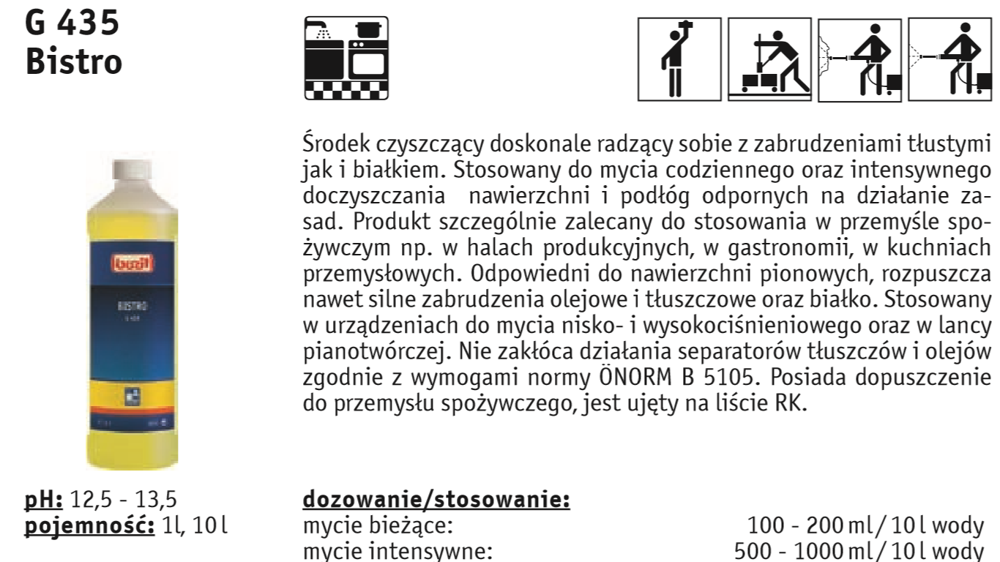 G 435
Bistro
Środek czyszczący doskonale radzący sobie z zabrudzeniami tłustymi
jak i białkiem. Stosowany do mycia codziennego oraz intensywnego
doczyszczania nawierzchni i podłóg odpornych na działanie za-
sad. Produkt szczególnie zalecany do stosowania w przemyśle spo-
żywczym np. w halach produkcyjnych, w gastronomii, w kuchniach
przemysłowych. Odpowiedni do nawierzchni pionowych, rozpuszcza
nawet silne zabrudzenia olejowe i tłuszczowe oraz białko. Stosowany
w urządzeniach do mycia nisko- i wysokociśnieniowego oraz w lancy
pianotwórczej. Nie zakłóca działania separatorów tłuszczów i olejów
zgodnie z wymogami normy ÖNORM B 5105. Posiada dopuszczenie
do przemysłu spożywczego, jest ujęty na liście RK.
buzil
BISTRO
pH: 12,5 - 13,5
pojemność: 1l, 10 l
dozowanie/stosowanie:
mycie bieżące: 100 - 200 ml / 10 l wody
mycie intensywne: 500 - 1000 ml / 10 l wody